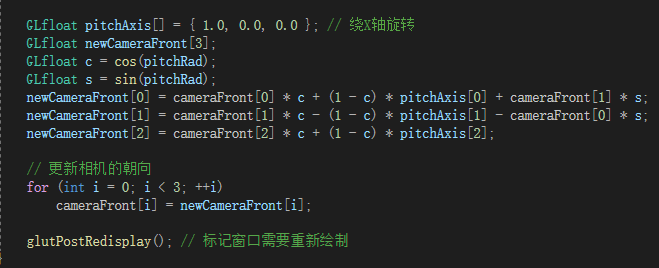 GLfloat pitchAxis[] = { 1.0, 0.0, 0.0 }; // 绕X轴旋转
GLfloat newCameraFront[3];
GLfloat c = cos(pitchRad);
GLfloat s = sin(pitchRad);
newCameraFront[0] = cameraFront[0] * c + (1 - c) * pitchAxis[0] + cameraFront[1] * s;
newCameraFront[1] = cameraFront[1] * c - (1 - c) * pitchAxis[1] - cameraFront[0] * s;
newCameraFront[2] = cameraFront[2] * c + (1 - c) * pitchAxis[2];
// 更新相机的朝向
for (int i = 0; i < 3; ++i)
cameraFront[i] = newCameraFront[i];
glutPostRedisplay(); // 标记窗口需要重新绘制
}